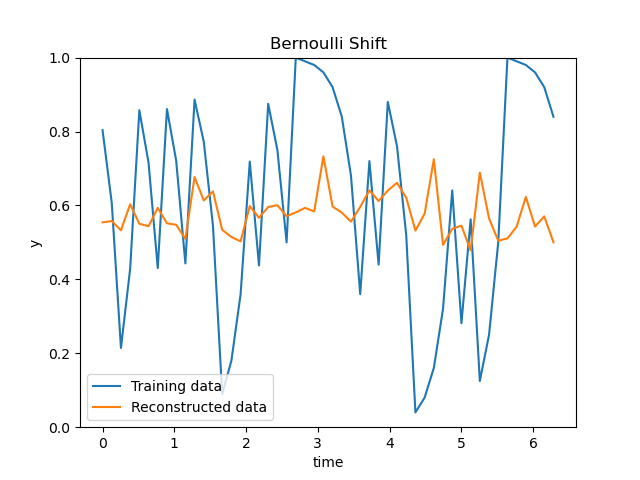 Bernoulli Shift
1.0
0.8
0.6
0.4
0.2
0.0
y
Training data
Reconstructed data
0 1 2 3 4 5 6
time